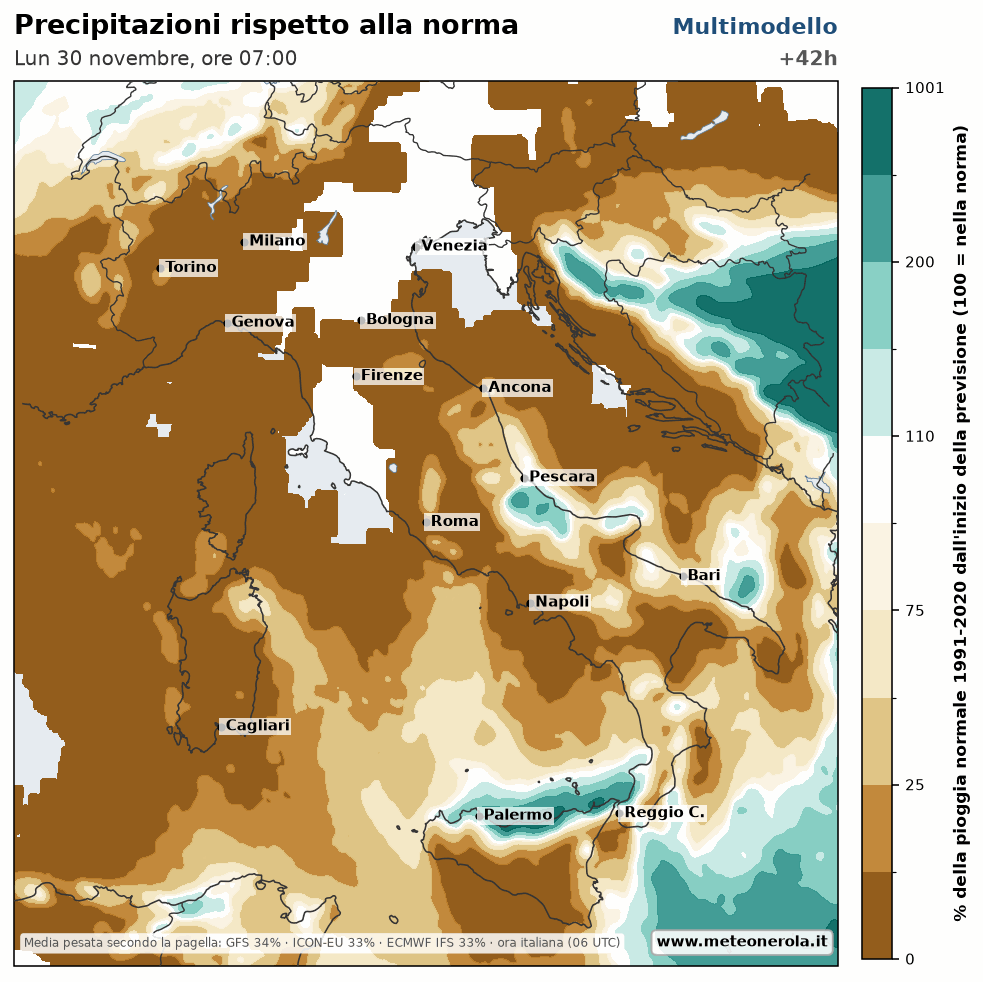 Precipitazioni rispetto alla norma
Multimodello
Lun 30 novembre, ore 07:00
+42h
1001
200
110
75
25
0
% della pioggia normale 1991-2020 dall'inizio della previsione (100 = nella norma)
Milano
Venezia
Torino
Genova
Bologna
Firenze
Ancona
Pescara
Roma
Bari
Napoli
Cagliari
Palermo
Reggio C.
Media pesata secondo la pagella: GFS 34% · ICON-EU 33% · ECMWF IFS 33% · ora italiana (06 UTC)
www.meteonerola.it